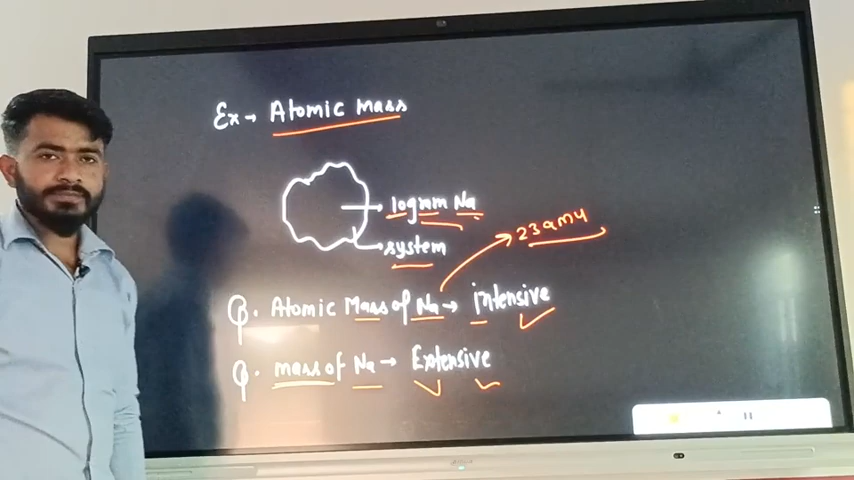 Ex→ Atomic Mass
10gram Na
system
23amu
Q. Atomic Mass of Na→ intensive
Q. mass of Na→ Extensive